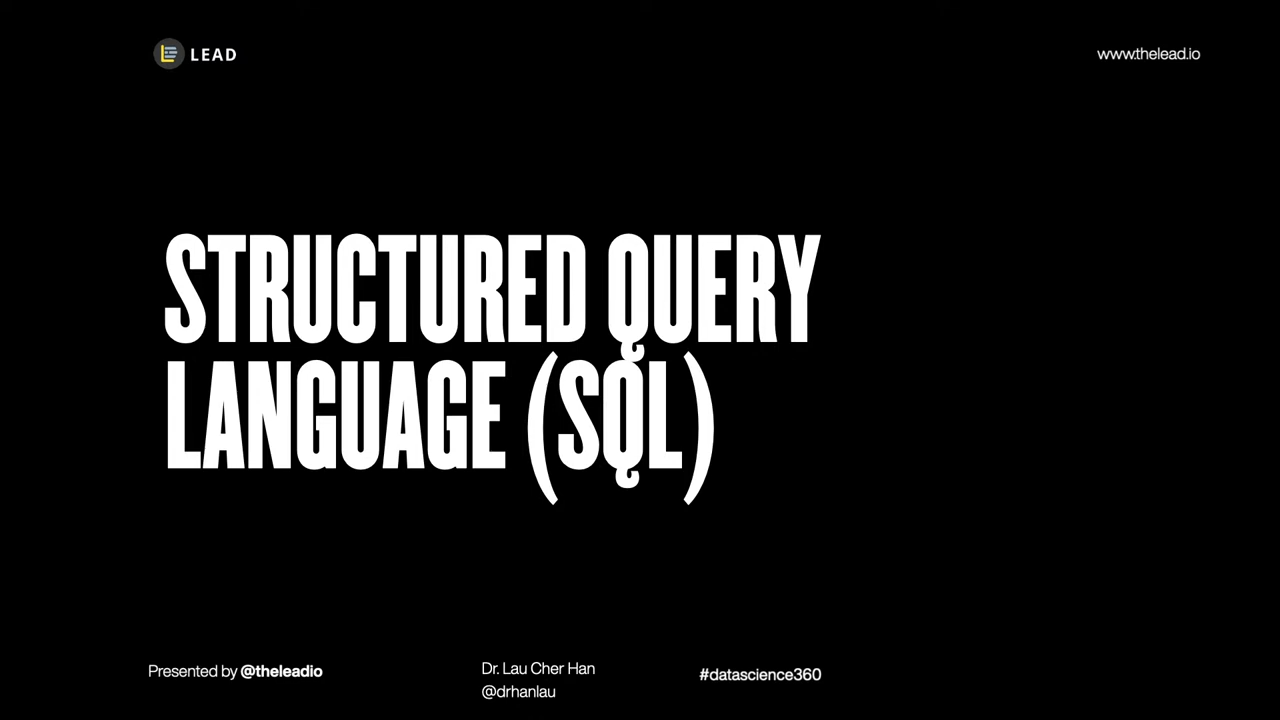 LEAD
www.thelead.io
STRUCTURED QUERY
LANGUAGE (SQL)
Presented by @theleadio
Dr. Lau Cher Han
@drhanlau
#datascience360